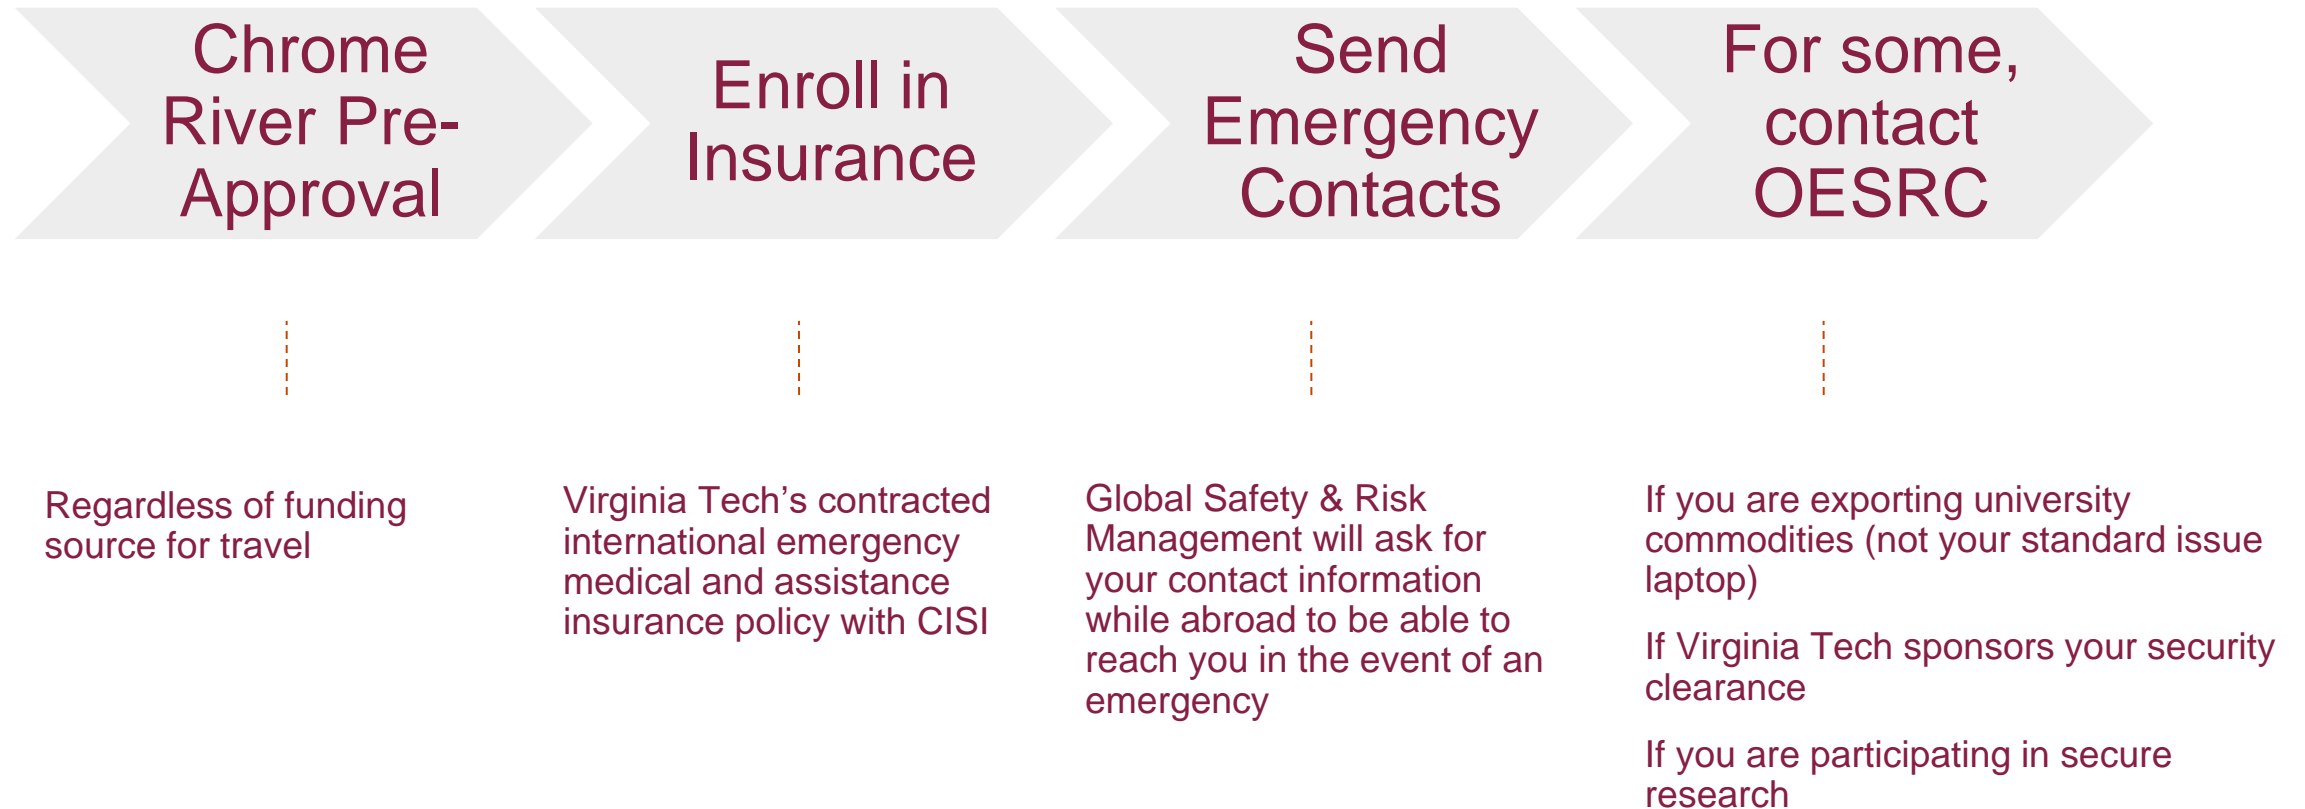 Chrome
River Pre-
Approval
Enroll in
Insurance
Send
Emergency
Contacts
For some,
contact
OESRC
Regardless of funding
source for travel
Virginia Tech’s contracted
international emergency
medical and assistance
insurance policy with CISI
Global Safety & Risk
Management will ask for
your contact information
while abroad to be able to
reach you in the event of an
emergency
If you are exporting university
commodities (not your standard issue
laptop)
If Virginia Tech sponsors your security
clearance
If you are participating in secure
research